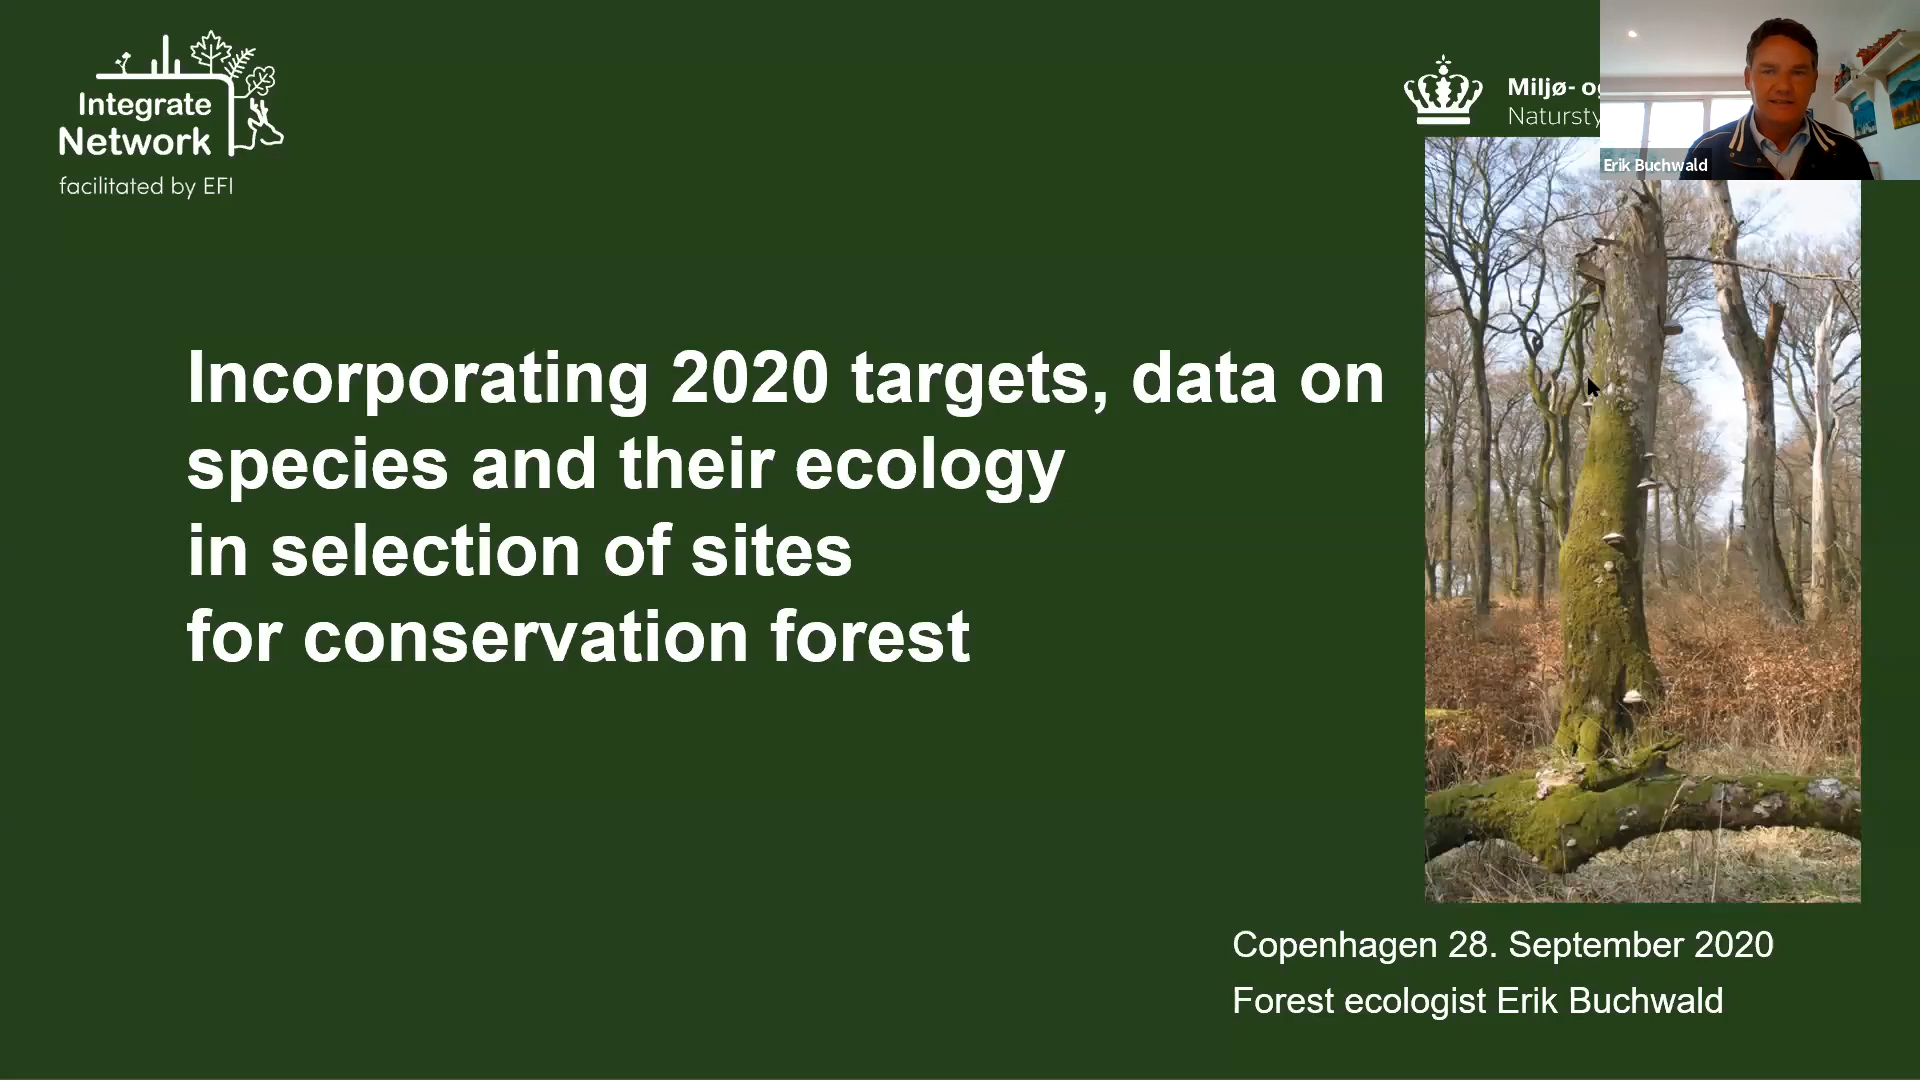 Integrate
Network
facilitated by EFI
Miljø- o
Natursty
Erik Buchwald
Incorporating 2020 targets, data on
species and their ecology
in selection of sites
for conservation forest
Copenhagen 28. September 2020
Forest ecologist Erik Buchwald